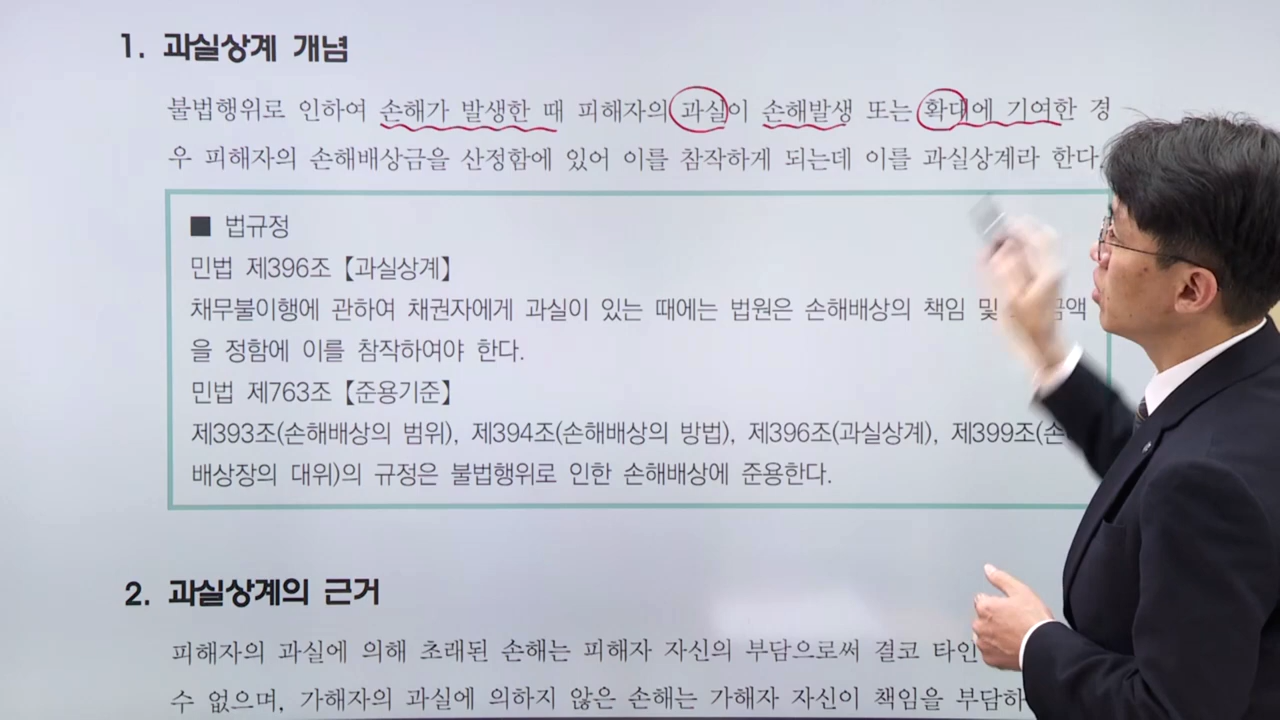 1. 과실상계 개념
불법행위로 인하여 손해가 발생한 때 피해자의 과실이 손해발생 또는 확대에 기여한 경
우 피해자의 손해배상금을 산정함에 있어 이를 참작하게 되는데 이를 과실상계라 한다.
■ 법규정
민법 제396조【과실상계】
채무불이행에 관하여 채권자에게 과실이 있는 때에는 법원은 손해배상의 책임 및 금액
을 정함에 이를 참작하여야 한다.
민법 제763조【준용기준】
제393조(손해배상의 범위), 제394조(손해배상의 방법), 제396조(과실상계), 제399조(손
배상장의 대위)의 규정은 불법행위로 인한 손해배상에 준용한다.
2. 과실상계의 근거
피해자의 과실에 의해 초래된 손해는 피해자 자신의 부담으로써 결코 타인
수 없으며, 가해자의 과실에 의하지 않은 손해는 가해자 자신이 책임을 부담하